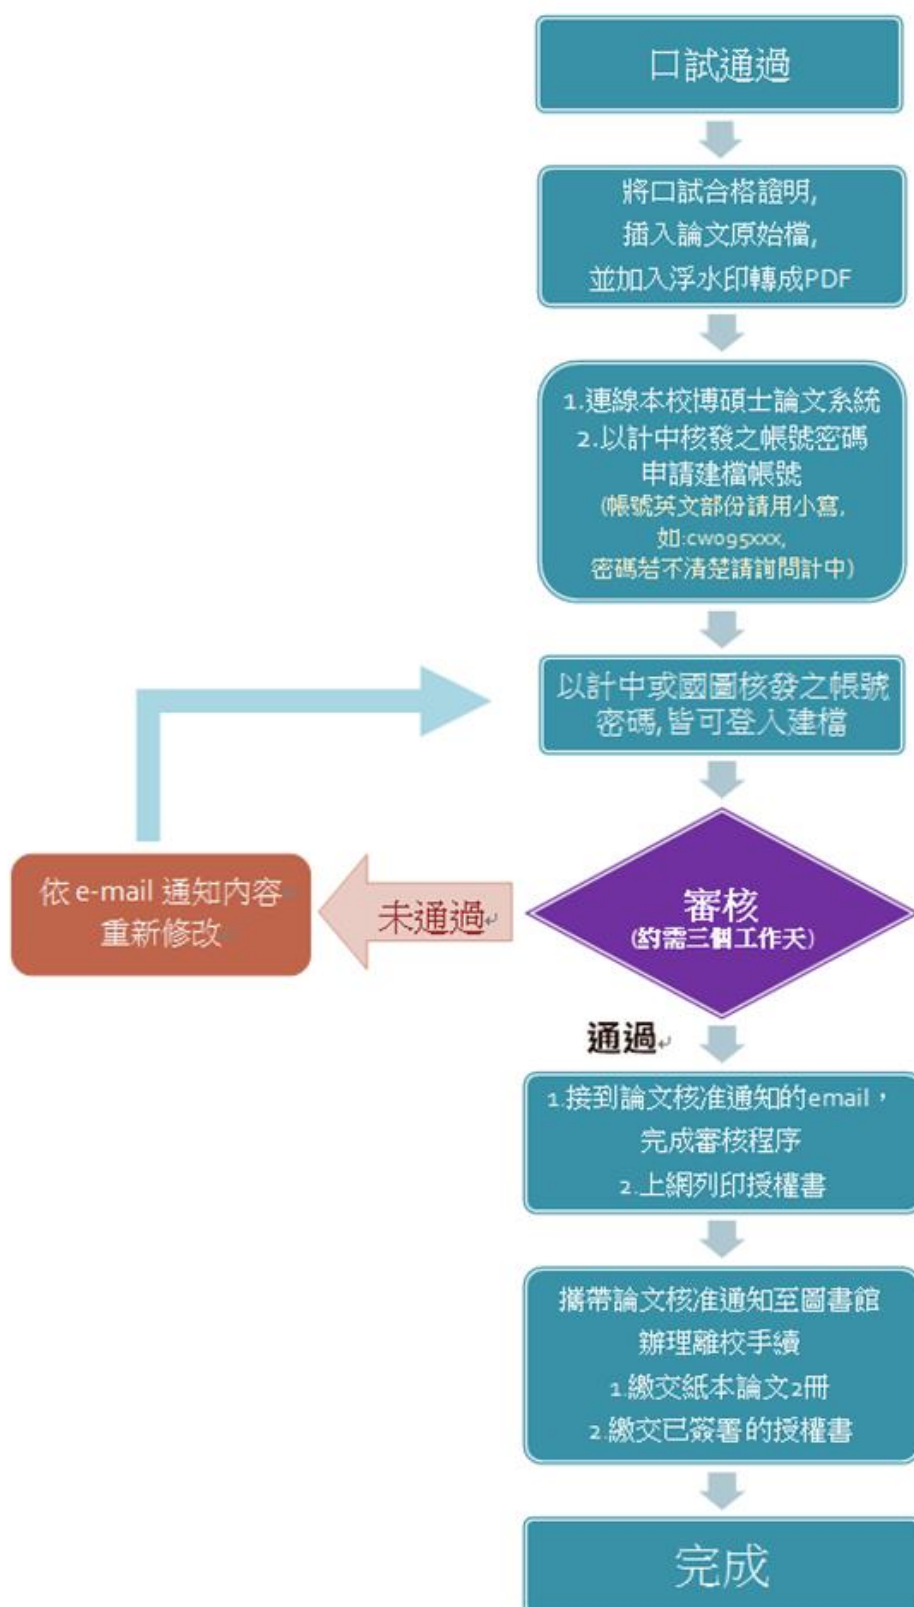 口試通過
將口試合格證明,
插入論文原始檔,
並加入浮水印轉成PDF
1.連線本校博碩士論文系統
2.以計中核發之帳號密碼
申請建檔帳號
(帳號英文部份請用小寫,
如:cw095xxx,
密碼若不清楚請詢問計中)
以計中或國圖核發之帳號
密碼,皆可登入建檔
審核
(約需三個工作天)
未通過
依e-mail 通知內容
重新修改
通過
1.接到論文核准通知的email,
完成審核程序
2.上網列印授權書
攜帶論文核准通知至圖書館
辦理離校手續
1.繳交紙本論文2冊
2.繳交已簽署的授權書
完成